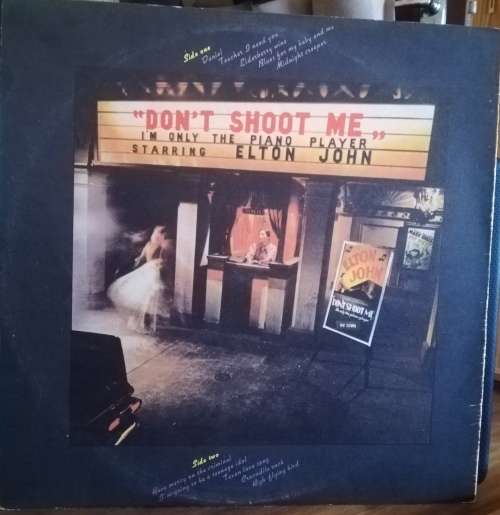 Side one
Daniel
Teacher I need you
Elderberry wine
Blues for my baby and me
Midnight creeper
"DON'T SHOOT ME"
I'M ONLY THE PIANO PLAYER
STARRING ELTON JOHN
ELTON
JOHN
DON'T SHOOT ME
Side two
Have mercy on the criminal
I'm going to be a teenage idol
Texan love song
Crocodile rock
High flying bird